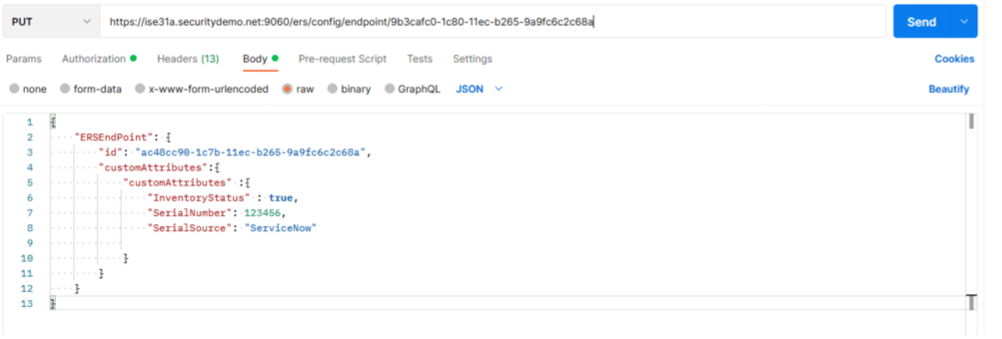 PUT https://ise31a.securitydemo.net:9060/ers/config/endpoint/9b3cafc0-1c80-11ec-b265-9a9fc6c2c68a Send
Params Authorization Headers (13) Body Pre-request Script Tests Settings Cookies
none form-data x-www-form-urlencoded raw binary GraphQL JSON Beautify
1 {
2 "ERSEndPoint": {
3 "id": "ac48cc90-1c7b-11ec-b265-9a9fc6c2c68a",
4 "customAttributes":{
5 "customAttributes" :{
6 "InventoryStatus" : true,
7 "SerialNumber": 123456,
8 "SerialSource": "ServiceNow"
9
10 }
11 }
12 }
13 }